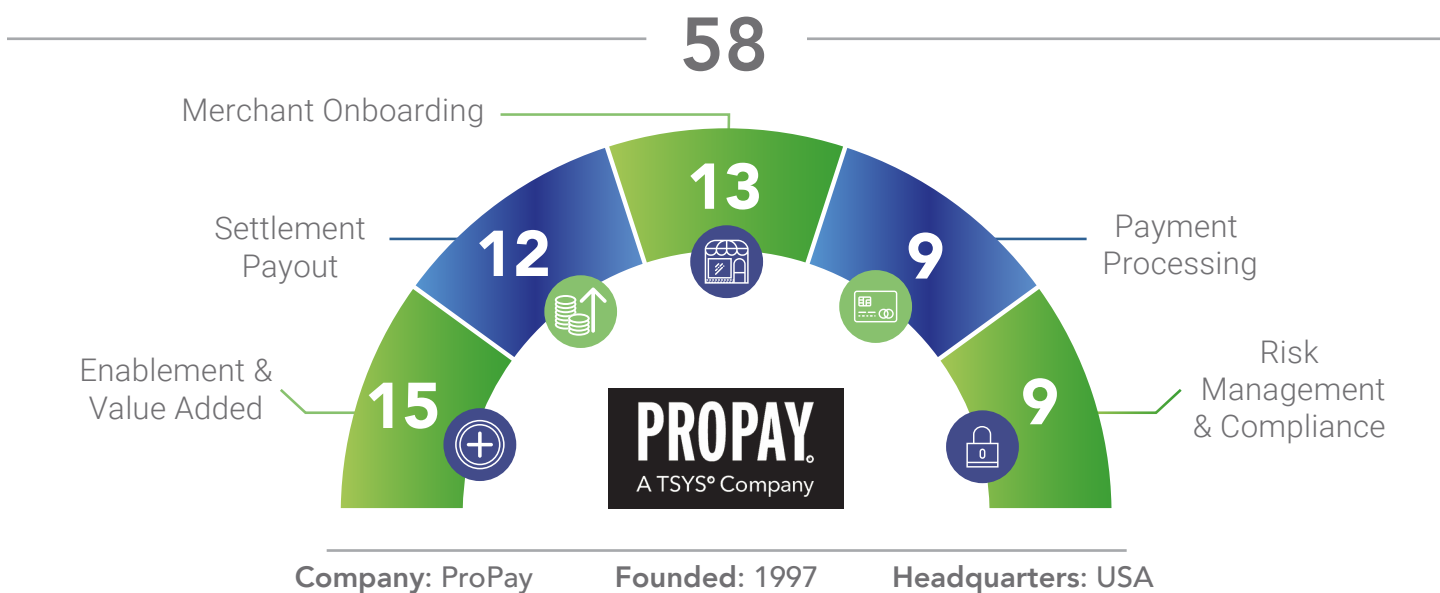 58
Merchant Onboarding
13
Settlement
Payout
12
9
Payment
Processing
Enablement &
Value Added
15
9
Risk
Management
& Compliance
0
PROPAY.
A TSYS® Company
Company: ProPay Founded: 1997 Headquarters: USA